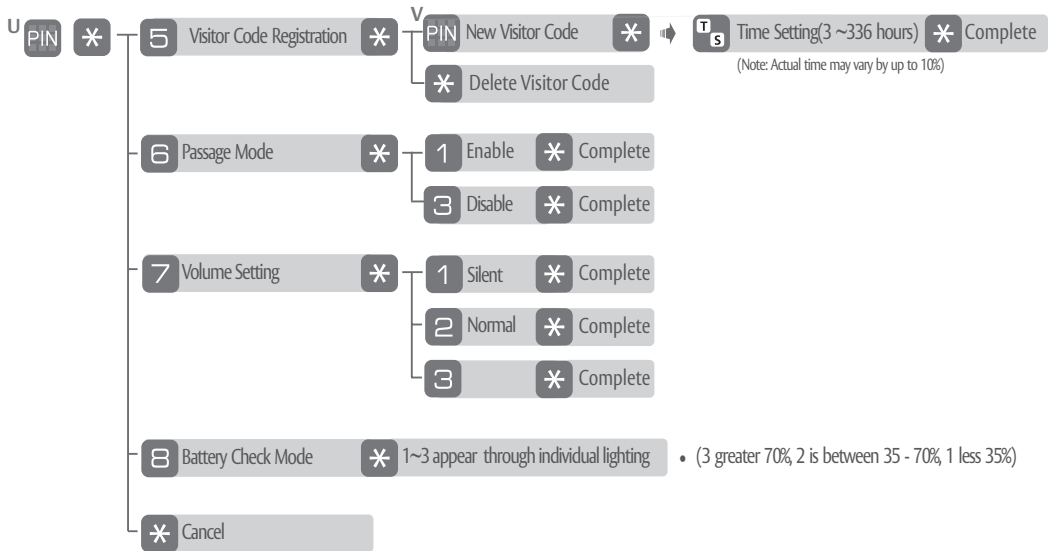 U PIN * 5 Visitor Code Registration * V PIN New Visitor Code * T S Time Setting(3 ~336 hours) * Complete
(Note: Actual time may vary by up to 10%)
* Delete Visitor Code
6 Passage Mode * 1 Enable * Complete
3 Disable * Complete
7 Volume Setting * 1 Silent * Complete
2 Normal * Complete
3 * Complete
8 Battery Check Mode * 1~3 appear through individual lighting • (3 greater 70%, 2 is between 35 - 70%, 1 less 35%)
* Cancel